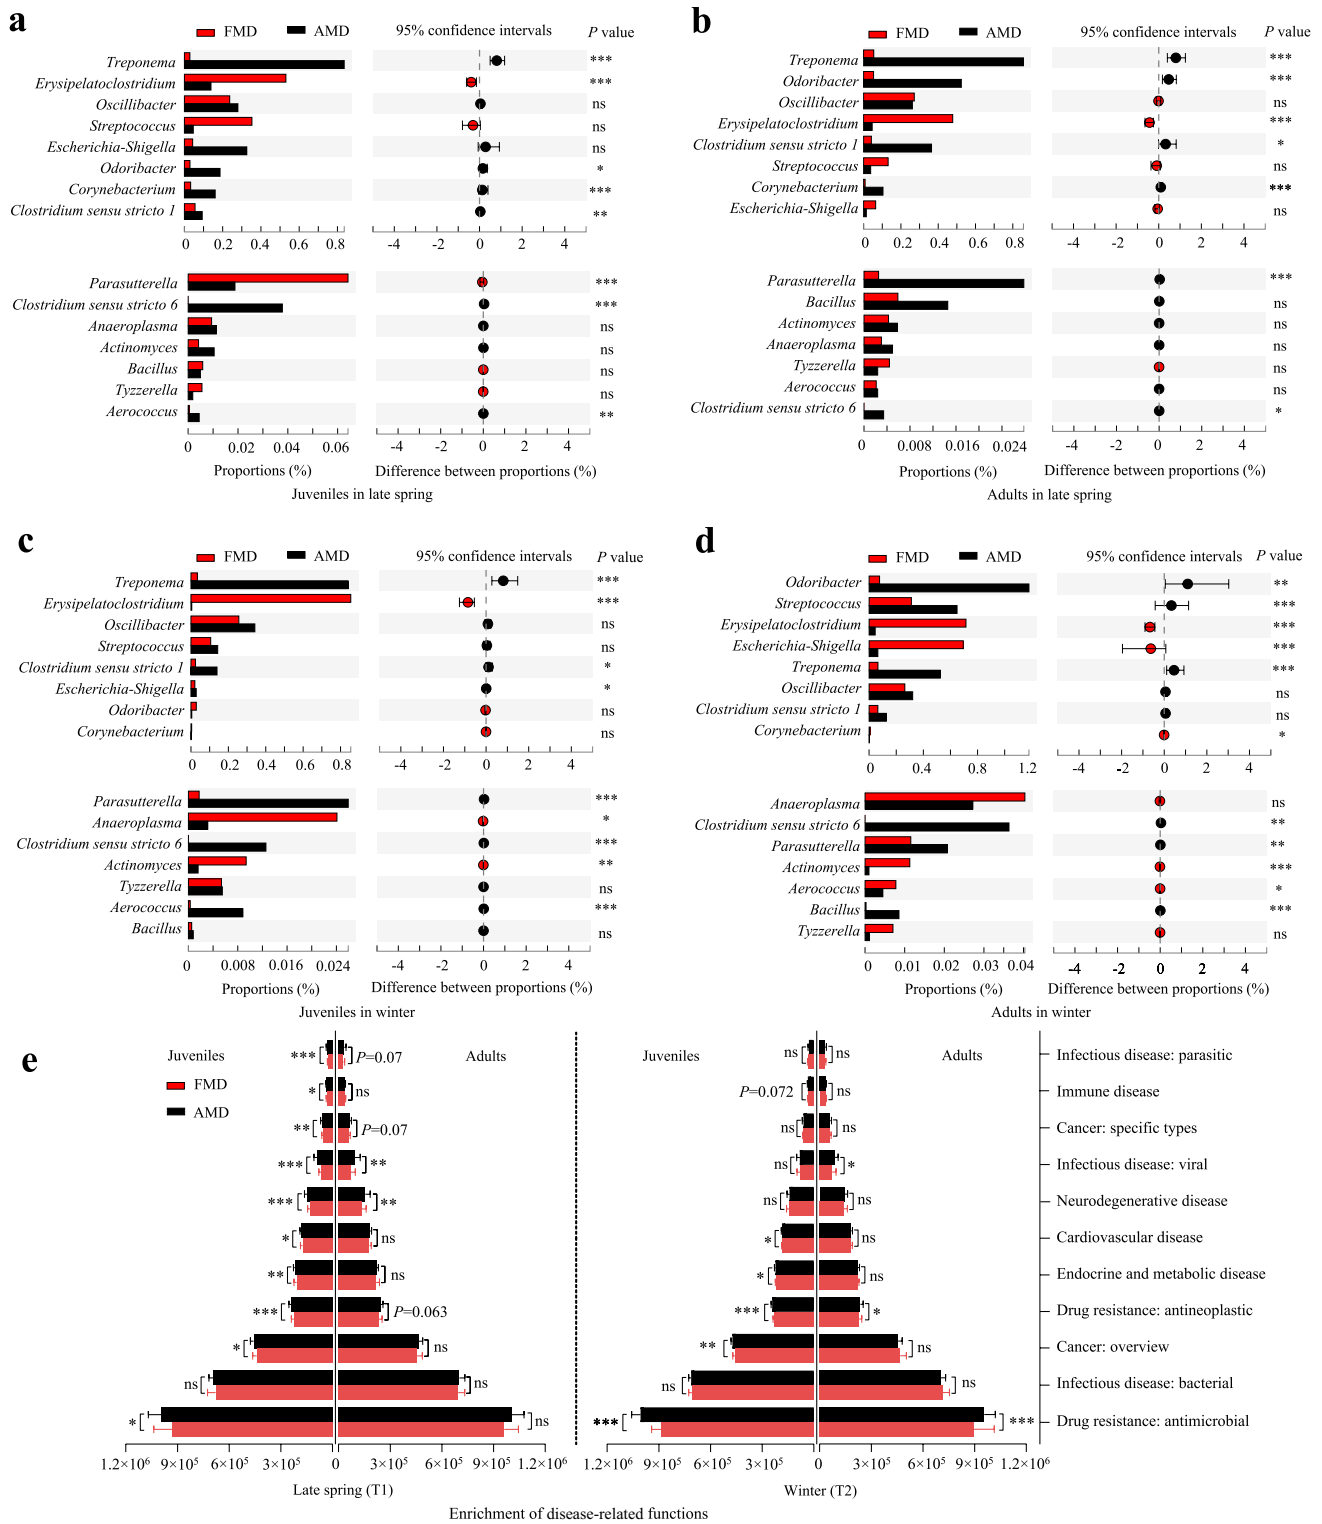 a
FMD AMD 95% confidence intervals P value
Treponema ***
Erysipelatoclostridium ***
Oscillibacter ns
Streptococcus ns
Escherichia-Shigella ns
Odoribacter *
Corynebacterium ***
Clostridium sensu stricto 1 **
0 0.2 0.4 0.6 0.8 -4 -2 0 2 4
Parasutterella ***
Clostridium sensu stricto 6 ***
Anaeroplasma ns
Actinomyces ns
Bacillus ns
Tyzzerella ns
Aerococcus **
0 0.02 0.04 0.06 -4 -2 0 2 4
Proportions (%) Difference between proportions (%)
Juveniles in late spring
b
FMD AMD 95% confidence intervals P value
Treponema ***
Odoribacter ***
Oscillibacter ns
Erysipelatoclostridium ***
Clostridium sensu stricto 1 *
Streptococcus ns
Corynebacterium ***
Escherichia-Shigella ns
0 0.2 0.4 0.6 0.8 -4 -2 0 2 4
Parasutterella ***
Bacillus ns
Actinomyces ns
Anaeroplasma ns
Tyzzerella ns
Aerococcus ns
Clostridium sensu stricto 6 *
0 0.008 0.016 0.024 -4 -2 0 2 4
Proportions (%) Difference between proportions (%)
Adults in late spring
c
FMD AMD 95% confidence intervals P value
Treponema ***
Erysipelatoclostridium ***
Oscillibacter ns
Streptococcus ns
Clostridium sensu stricto 1 *
Escherichia-Shigella *
Odoribacter ns
Corynebacterium ns
0 0.2 0.4 0.6 0.8 -4 -2 0 2 4
Parasutterella ***
Anaeroplasma *
Clostridium sensu stricto 6 ***
Actinomyces **
Tyzzerella ns
Aerococcus ***
Bacillus ns
0 0.008 0.016 0.024 -4 -2 0 2 4
Proportions (%) Difference between proportions (%)
Juveniles in winter
d
FMD AMD 95% confidence intervals P value
Odoribacter **
Streptococcus ***
Erysipelatoclostridium ***
Escherichia-Shigella ***
Treponema ***
Oscillibacter ns
Clostridium sensu stricto 1 ns
Corynebacterium *
0 0.4 0.8 1.2 -4 -2 0 2 4
Anaeroplasma ns
Clostridium sensu stricto 6 **
Parasutterella **
Actinomyces ***
Aerococcus *
Bacillus ***
Tyzzerella ns
0 0.01 0.02 0.03 0.04 -4 -2 0 2 4
Proportions (%) Difference between proportions (%)
Adults in winter
e
Juveniles Adults Juveniles Adults
FMD
AMD
*** P=0.07 ns ns Infectious disease: parasitic
* ns P=0.072 ns Immune disease
** P=0.07 ns ns Cancer: specific types
*** ** ns * Infectious disease: viral
*** ** ns ns Neurodegenerative disease
* ns * ns Cardiovascular disease
** ns * ns Endocrine and metabolic disease
*** P=0.063 *** * Drug resistance: antineoplastic
* ns ** ns Cancer: overview
ns ns ns ns Infectious disease: bacterial
* ns *** *** Drug resistance: antimicrobial
1.2×10⁶ 9×10⁵ 3×10⁵ 0 3×10⁵ 6×10⁵ 9×10⁵ 1.2×10⁶ 1.2×10⁶ 9×10⁵ 3×10⁵ 0 3×10⁵ 6×10⁵ 9×10⁵ 1.2×10⁶
Late spring (T1) Winter (T2)
Enrichment of disease-related functions